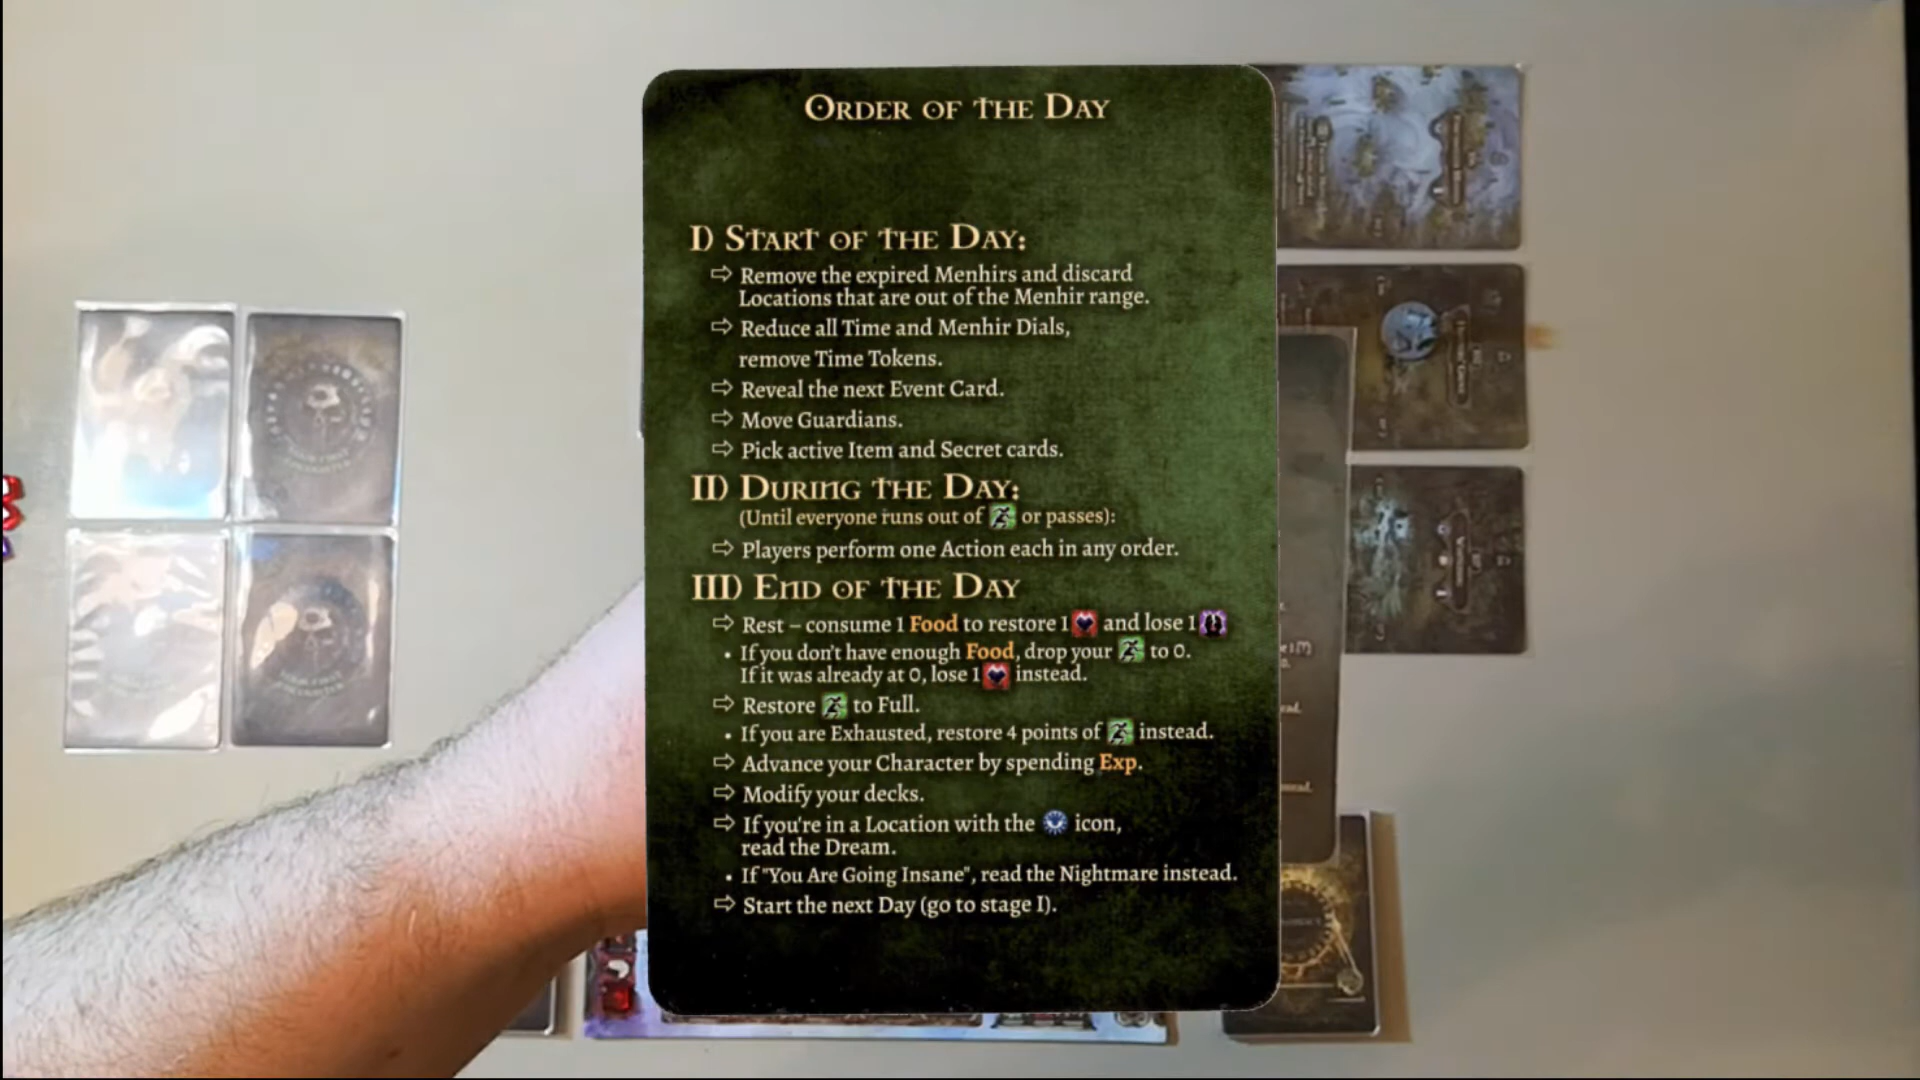 Order of the Day
I) Start of the Day:
⇨ Remove the expired Menhirs and discard
Locations that are out of the Menhir range.
⇨ Reduce all Time and Menhir Dials,
remove Time Tokens.
⇨ Reveal the next Event Card.
⇨ Move Guardians.
⇨ Pick active Item and Secret cards.
II) During the Day:
(Until everyone runs out of or passes):
⇨ Players perform one Action each in any order.
III) End of the Day
⇨ Rest – consume 1 Food to restore 1 and lose 1
• If you don't have enough Food, drop your to 0.
If it was already at 0, lose 1 instead.
⇨ Restore to Full.
• If you are Exhausted, restore 4 points of instead.
⇨ Advance your Character by spending Exp.
⇨ Modify your decks.
⇨ If you're in a Location with the icon,
read the Dream.
• If "You Are Going Insane", read the Nightmare instead.
⇨ Start the next Day (go to stage I).